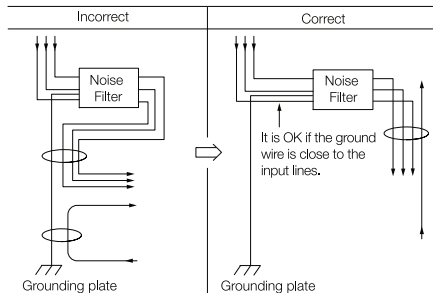 Incorrect
Correct
Noise
Filter
Grounding plate
Noise
Filter
It is OK if the ground
wire is close to the
input lines.
Grounding plate